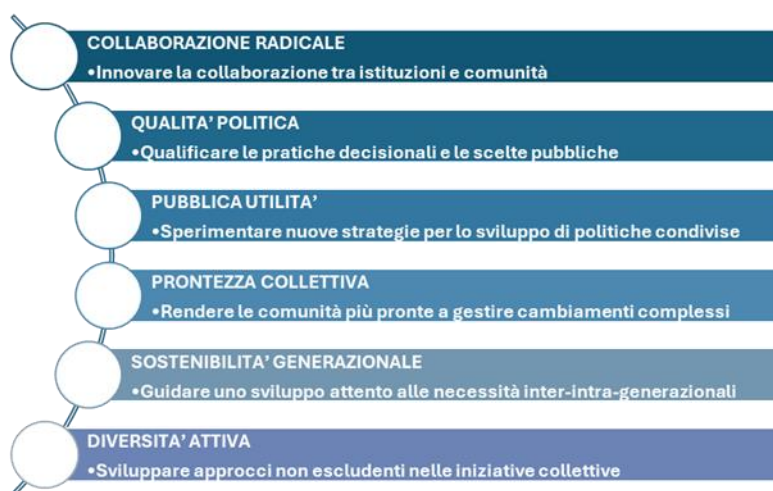 COLLABORAZIONE RADICALE
•Innovare la collaborazione tra istituzioni e comunità
QUALITA' POLITICA
•Qualificare le pratiche decisionali e le scelte pubbliche
PUBBLICA UTILITA'
•Sperimentare nuove strategie per lo sviluppo di politiche condivise
PRONTEZZA COLLETTIVA
•Rendere le comunità più pronte a gestire cambiamenti complessi
SOSTENIBILITA' GENERAZIONALE
•Guidare uno sviluppo attento alle necessità inter-intra-generazionali
DIVERSITA' ATTIVA
•Sviluppare approcci non escludenti nelle iniziative collettive